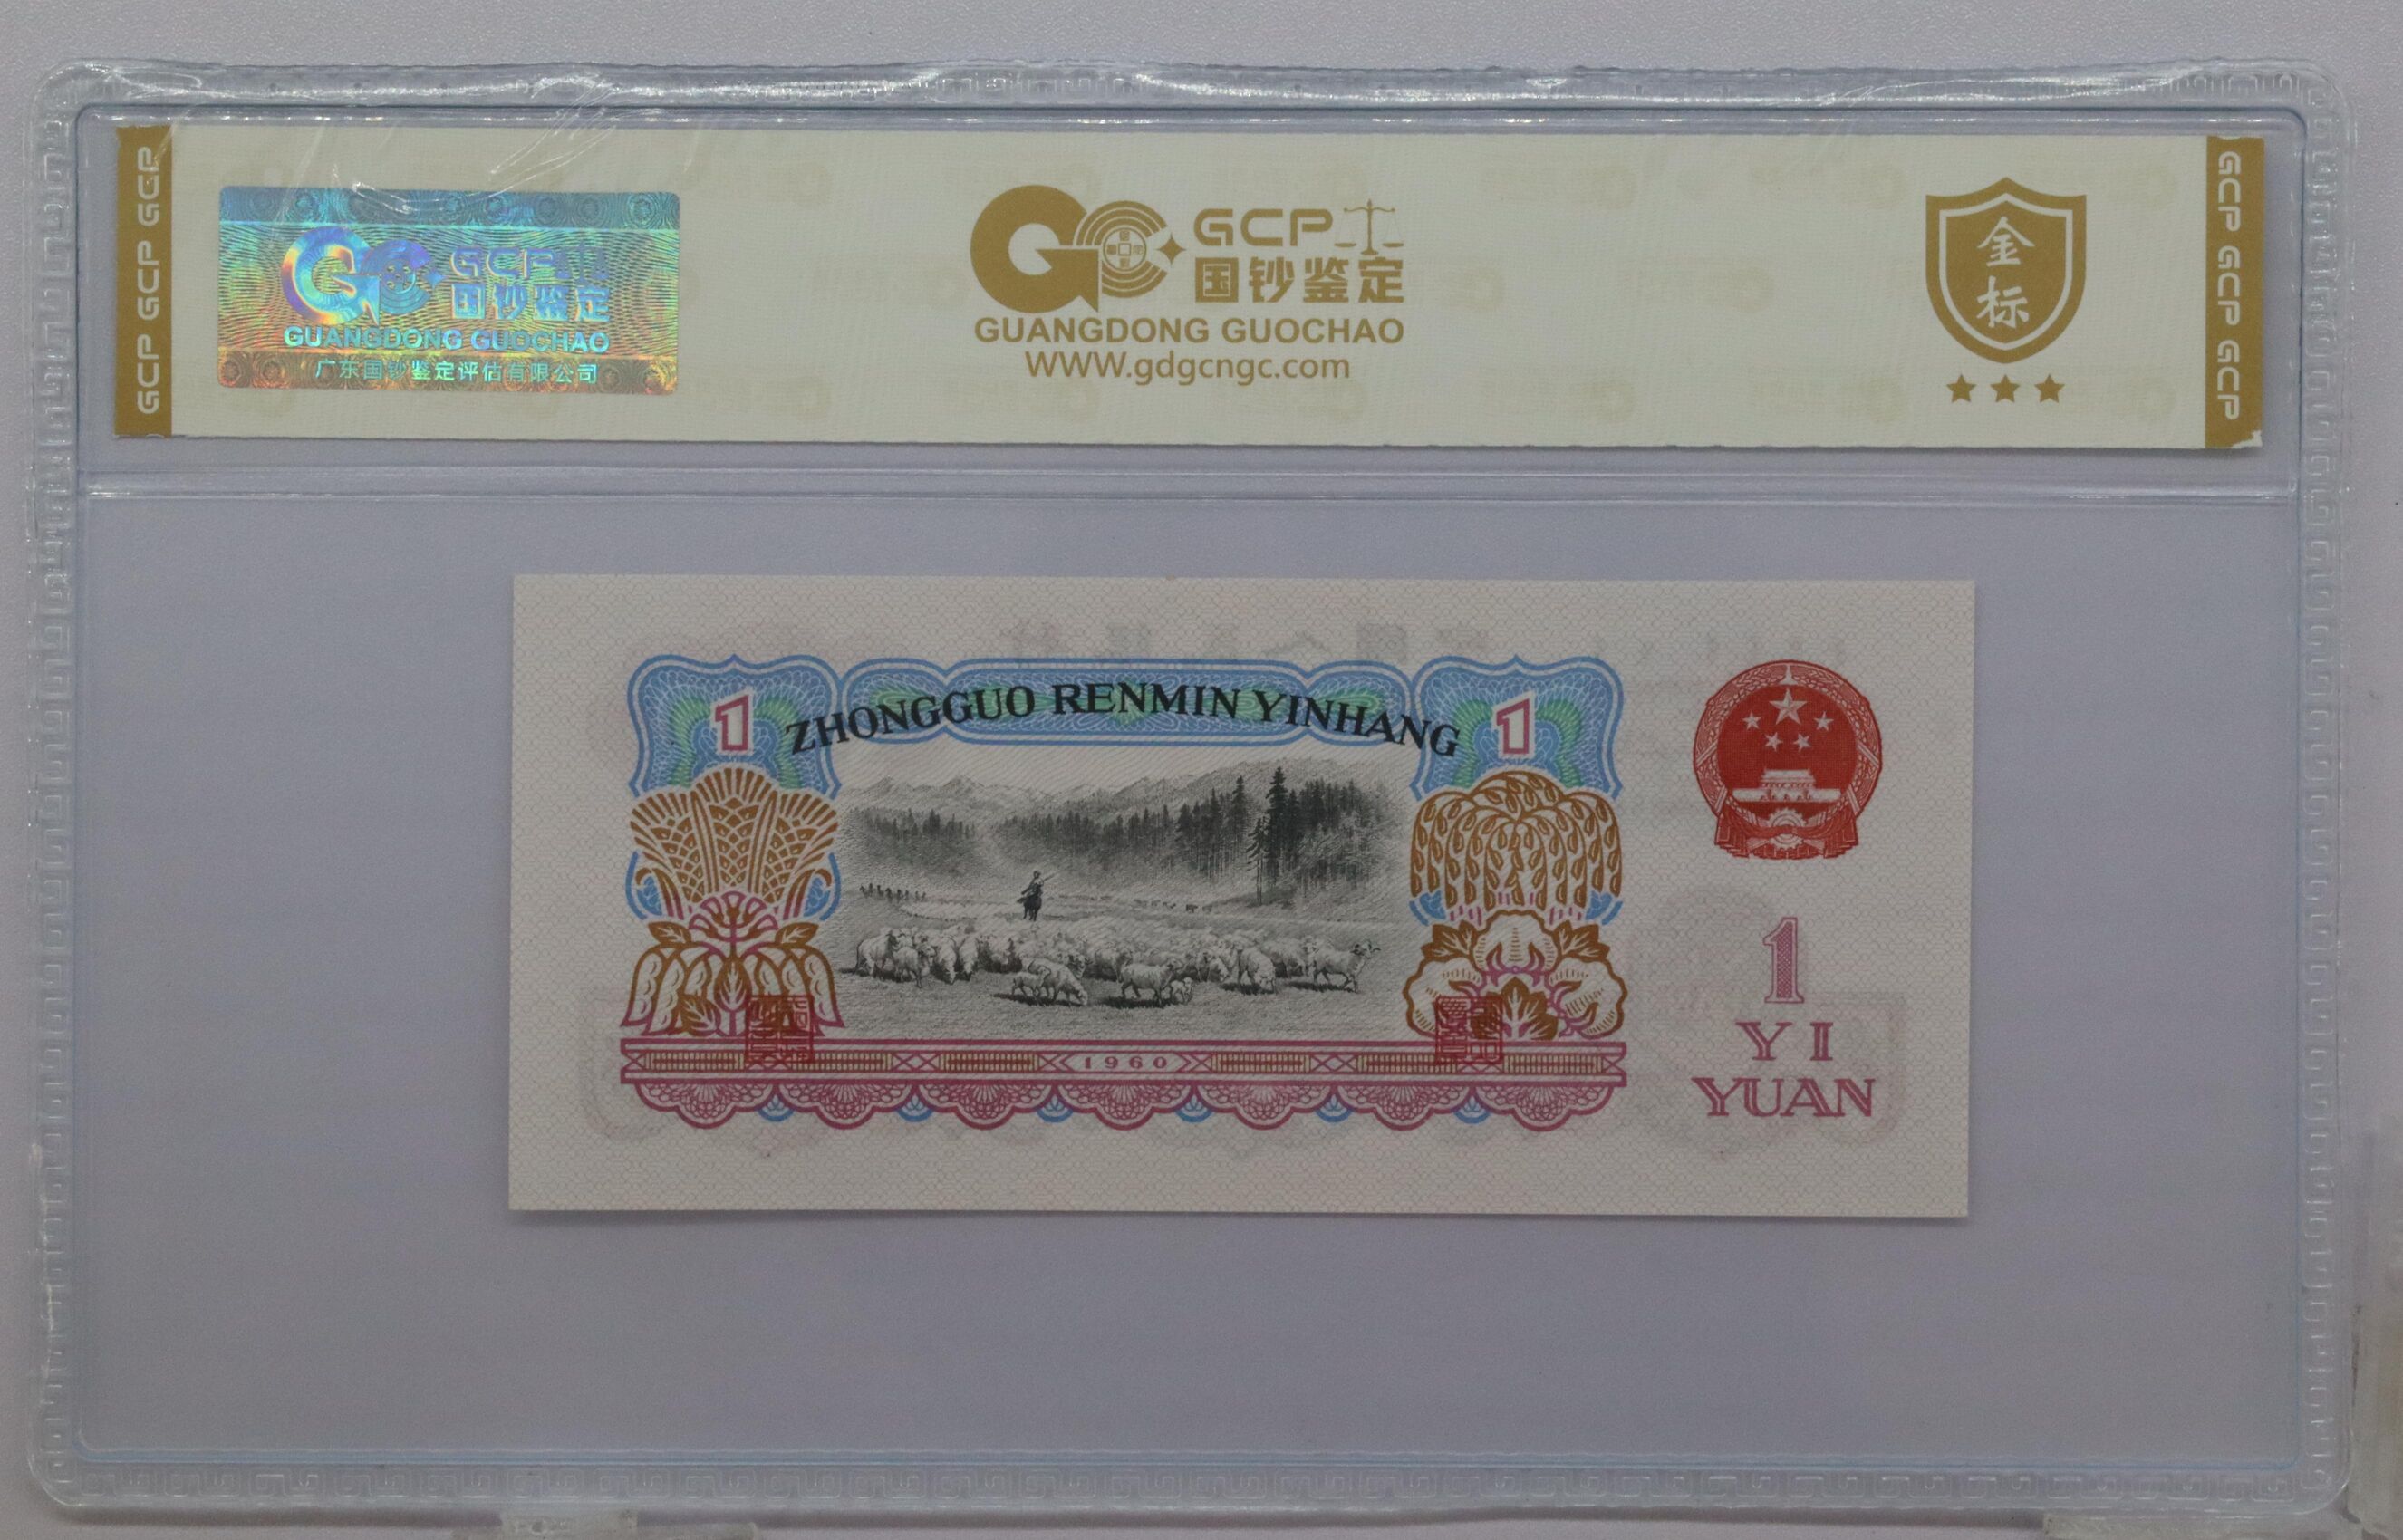 GCP GCP GCP
GCP
国钞鉴定
GUANGDONG GUOCHAO
广东国钞鉴定评估有限公司
GCP
国钞鉴定
GUANGDONG GUOCHAO
WWW.gdgcngc.com
金
标
GCP GCP GCP
1
ZHONGGUO RENMIN YINHANG
1
1960
1
YI
YUAN